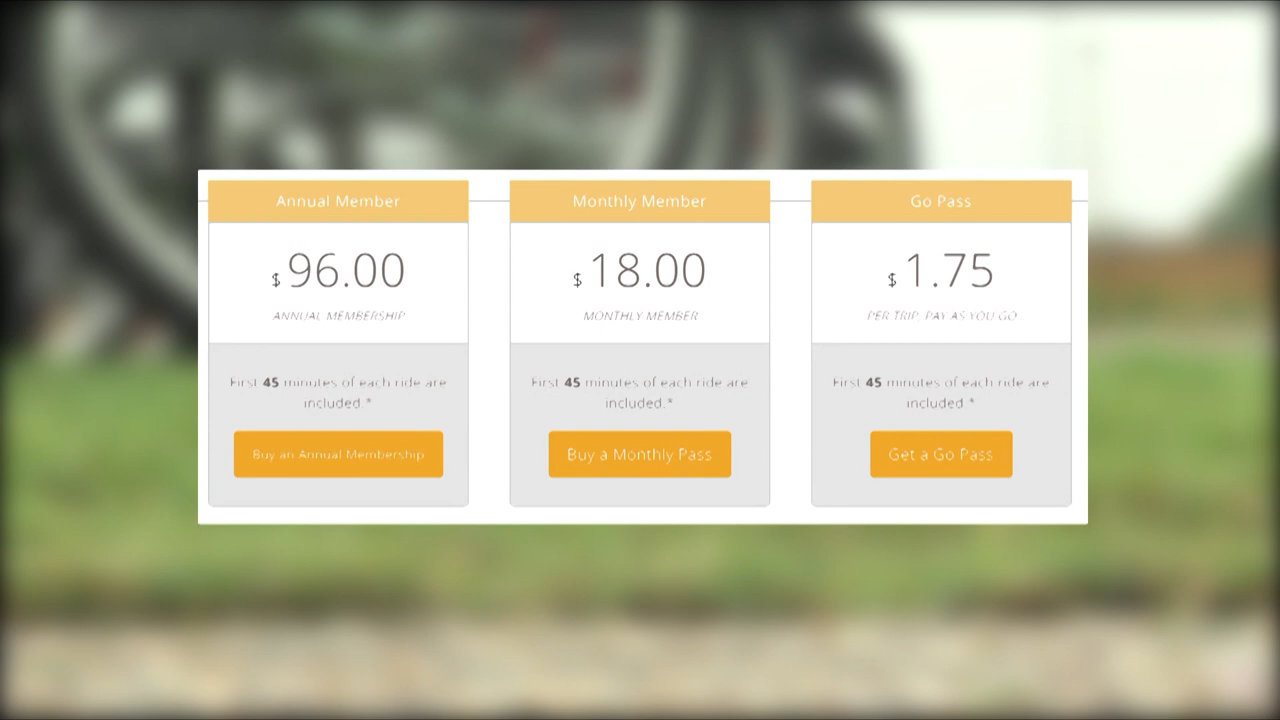 Annual Member
$ 96.00
ANNUAL MEMBERSHIP
First 45 minutes of each ride are
included.*
Buy an Annual Membership
Monthly Member
$ 18.00
MONTHLY MEMBER
First 45 minutes of each ride are
included.*
Buy a Monthly Pass
Go Pass
$ 1.75
PER TRIP, PAY AS YOU GO
First 45 minutes of each ride are
included *
Get a Go Pass